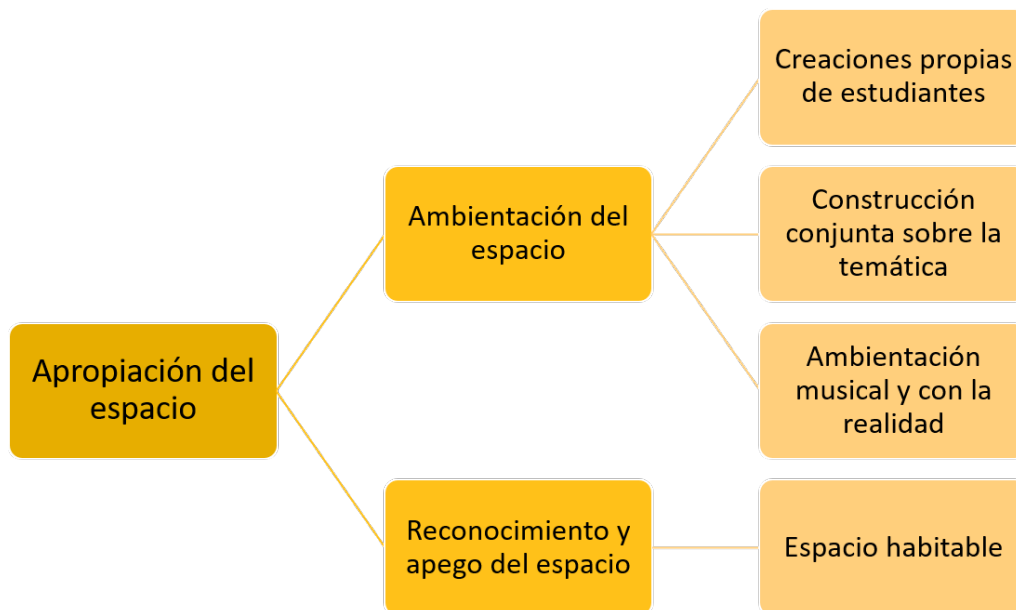 Creaciones propias
de estudiantes
Ambientación del
espacio
Construcción
conjunta sobre la
temática
Apropiación del
espacio
Ambientación
musical y con la
realidad
Reconocimiento y
apego del espacio
Espacio habitable